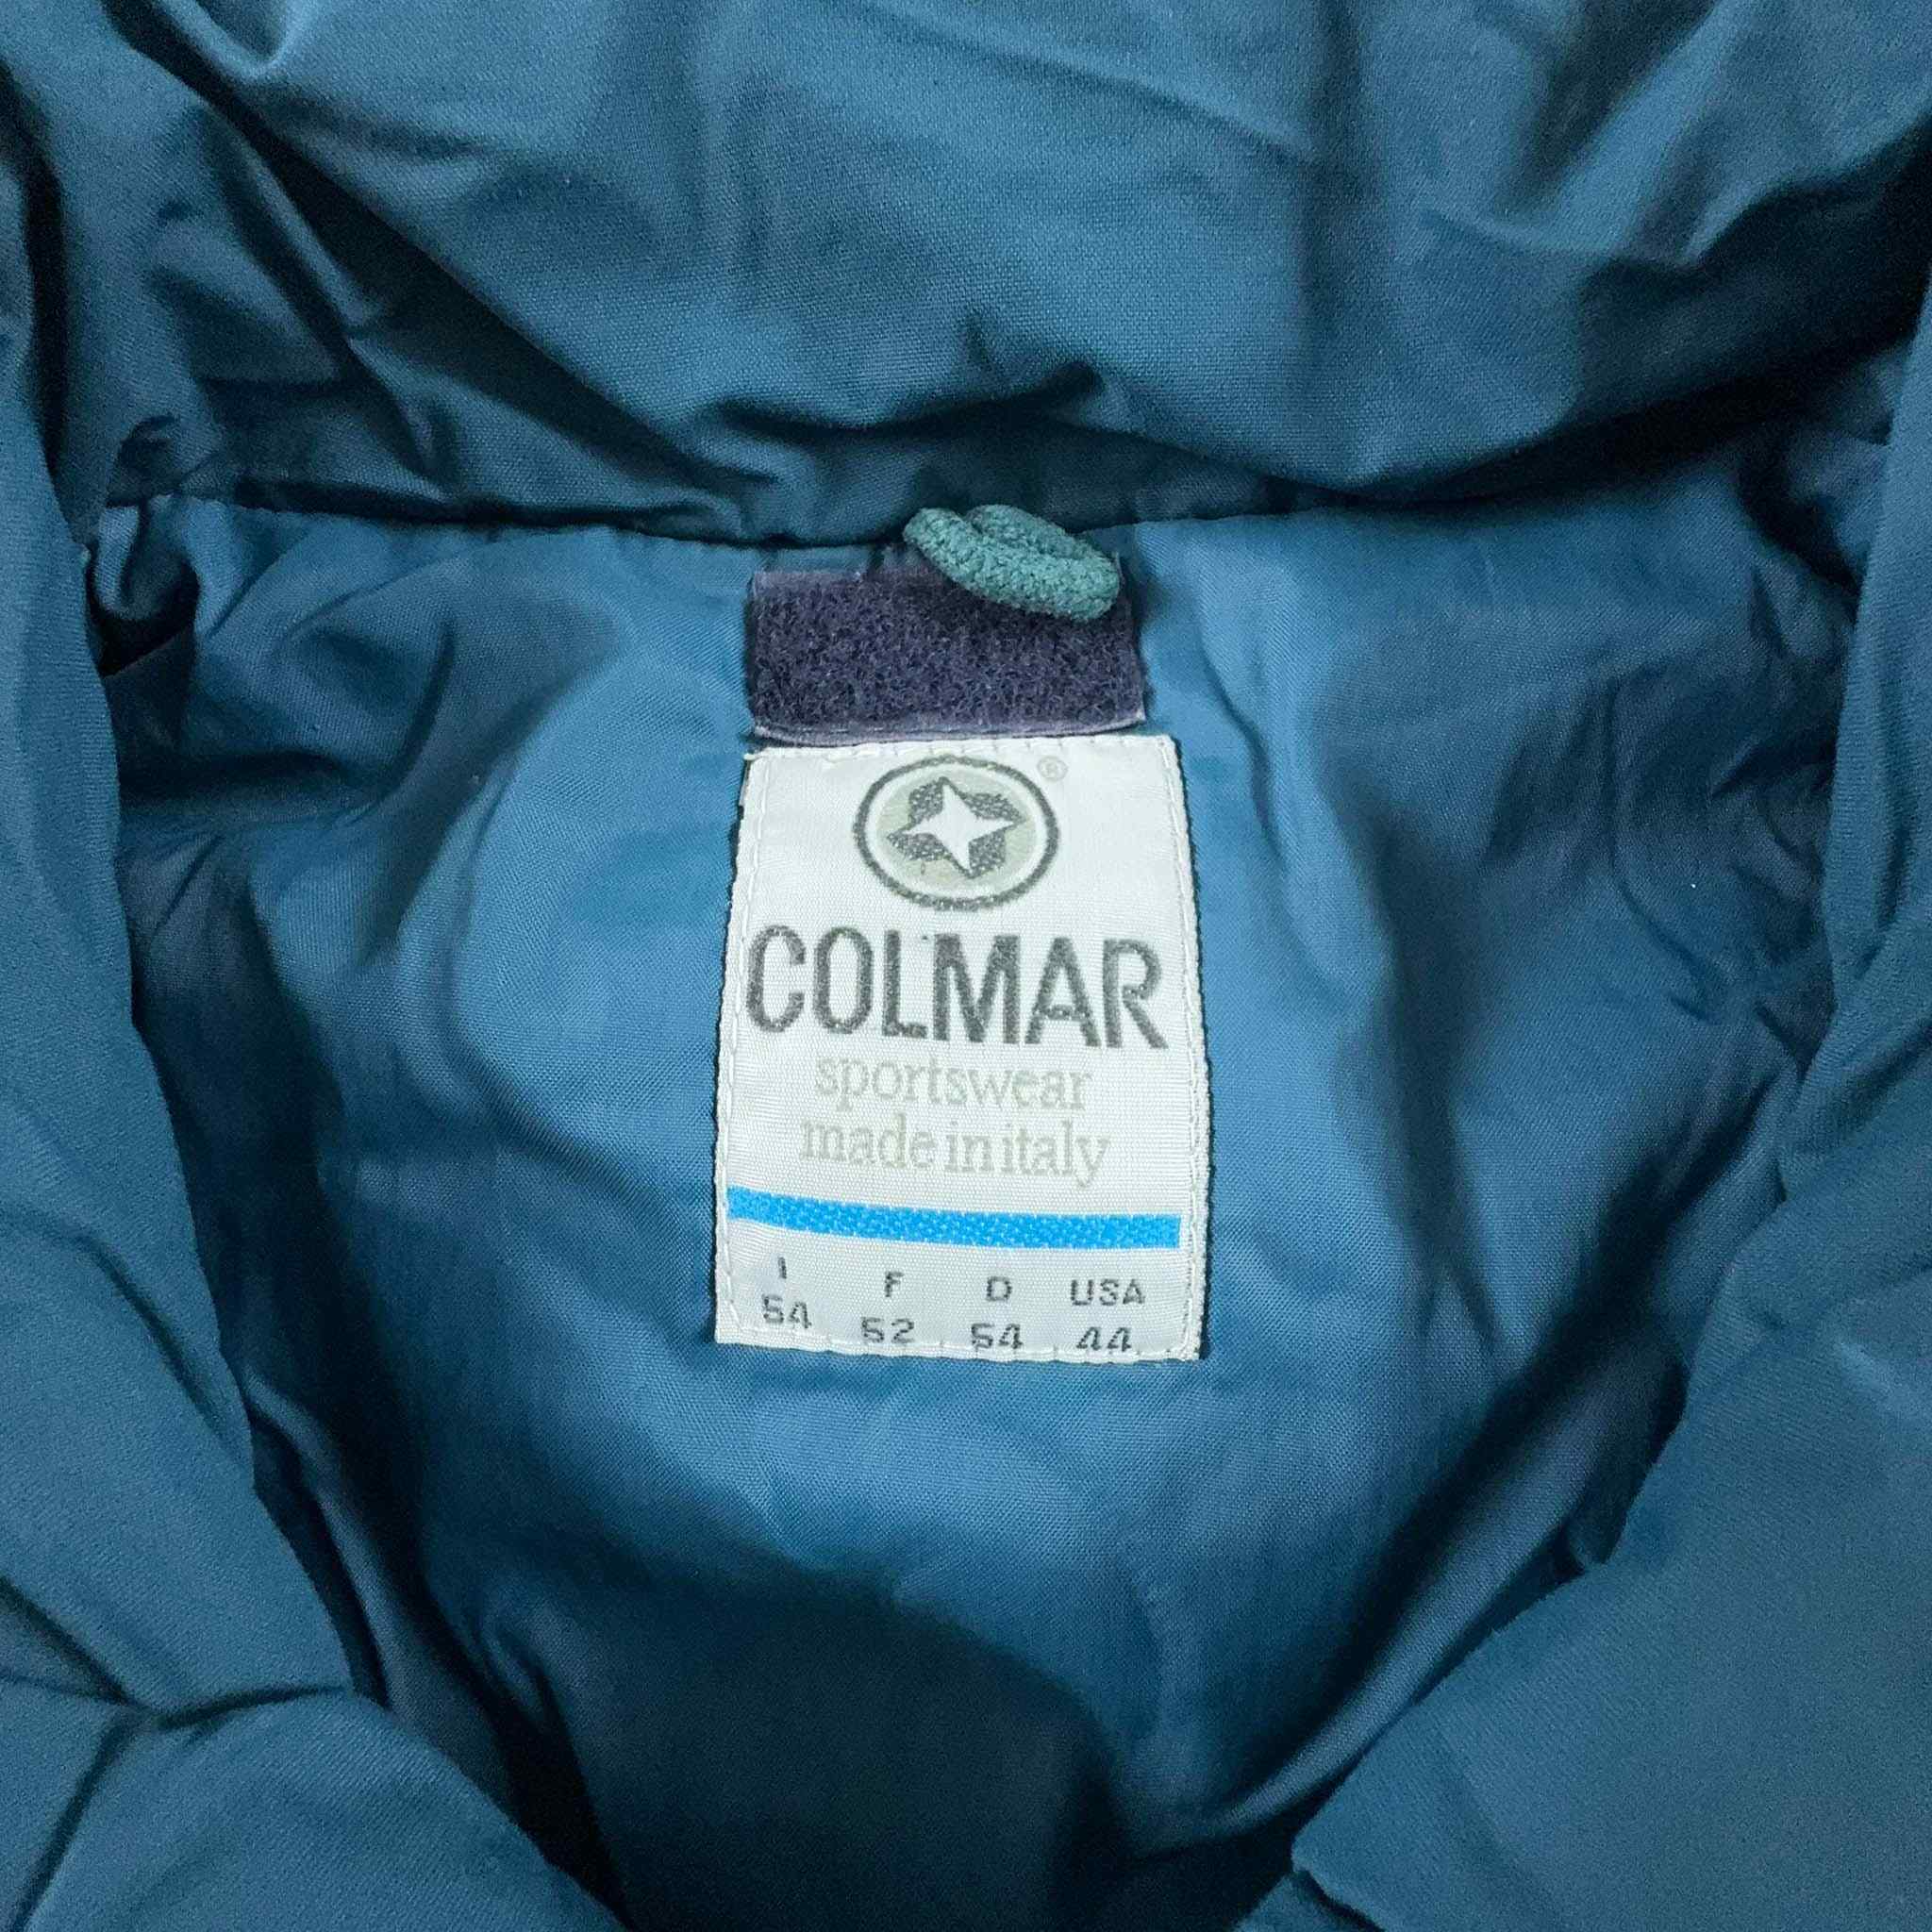 ®
COLMAR
sportswear
made in italy
I F D USA
54 52 54 44